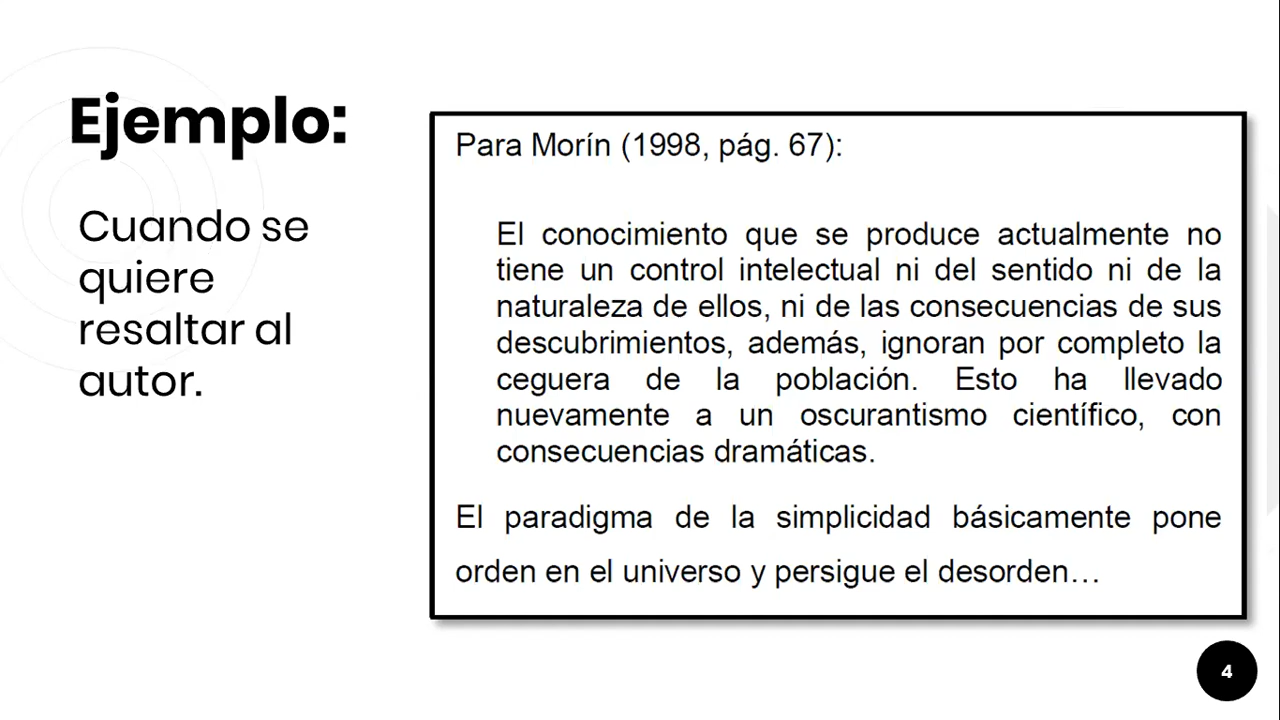 Ejemplo:
Cuando se
quiere
resaltar al
autor.
Para Morín (1998, pág. 67):
El conocimiento que se produce actualmente no
tiene un control intelectual ni del sentido ni de la
naturaleza de ellos, ni de las consecuencias de sus
descubrimientos, además, ignoran por completo la
ceguera de la población. Esto ha llevado
nuevamente a un oscurantismo científico, con
consecuencias dramáticas.
El paradigma de la simplicidad básicamente pone
orden en el universo y persigue el desorden…
4